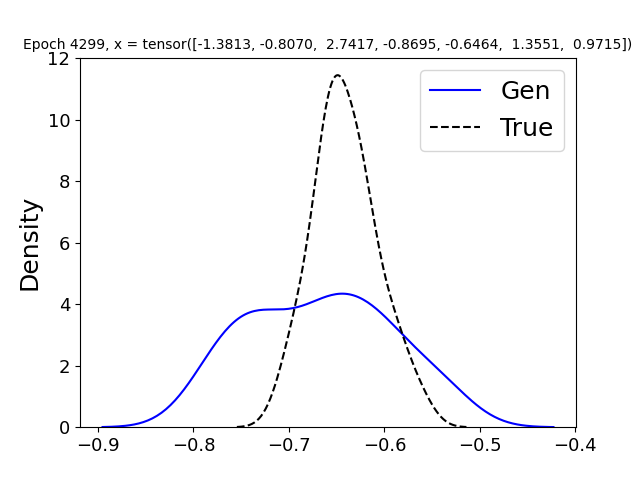 Epoch 4299, x = tensor([-1.3813, -0.8070,  2.7417, -0.8695, -0.6464,  1.3551,  0.9715])
12
10
8
6
4
2
0
Density
Gen
True
−0.9 −0.8 −0.7 −0.6 −0.5 −0.4